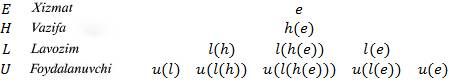 E Xizmat e
H Vazifa h(e)
L Lavozim l(h) l(h(e)) l(e)
U Foydalanuvchi u(l) u(l(h)) u(l(h(e))) u(l(e)) u(e)